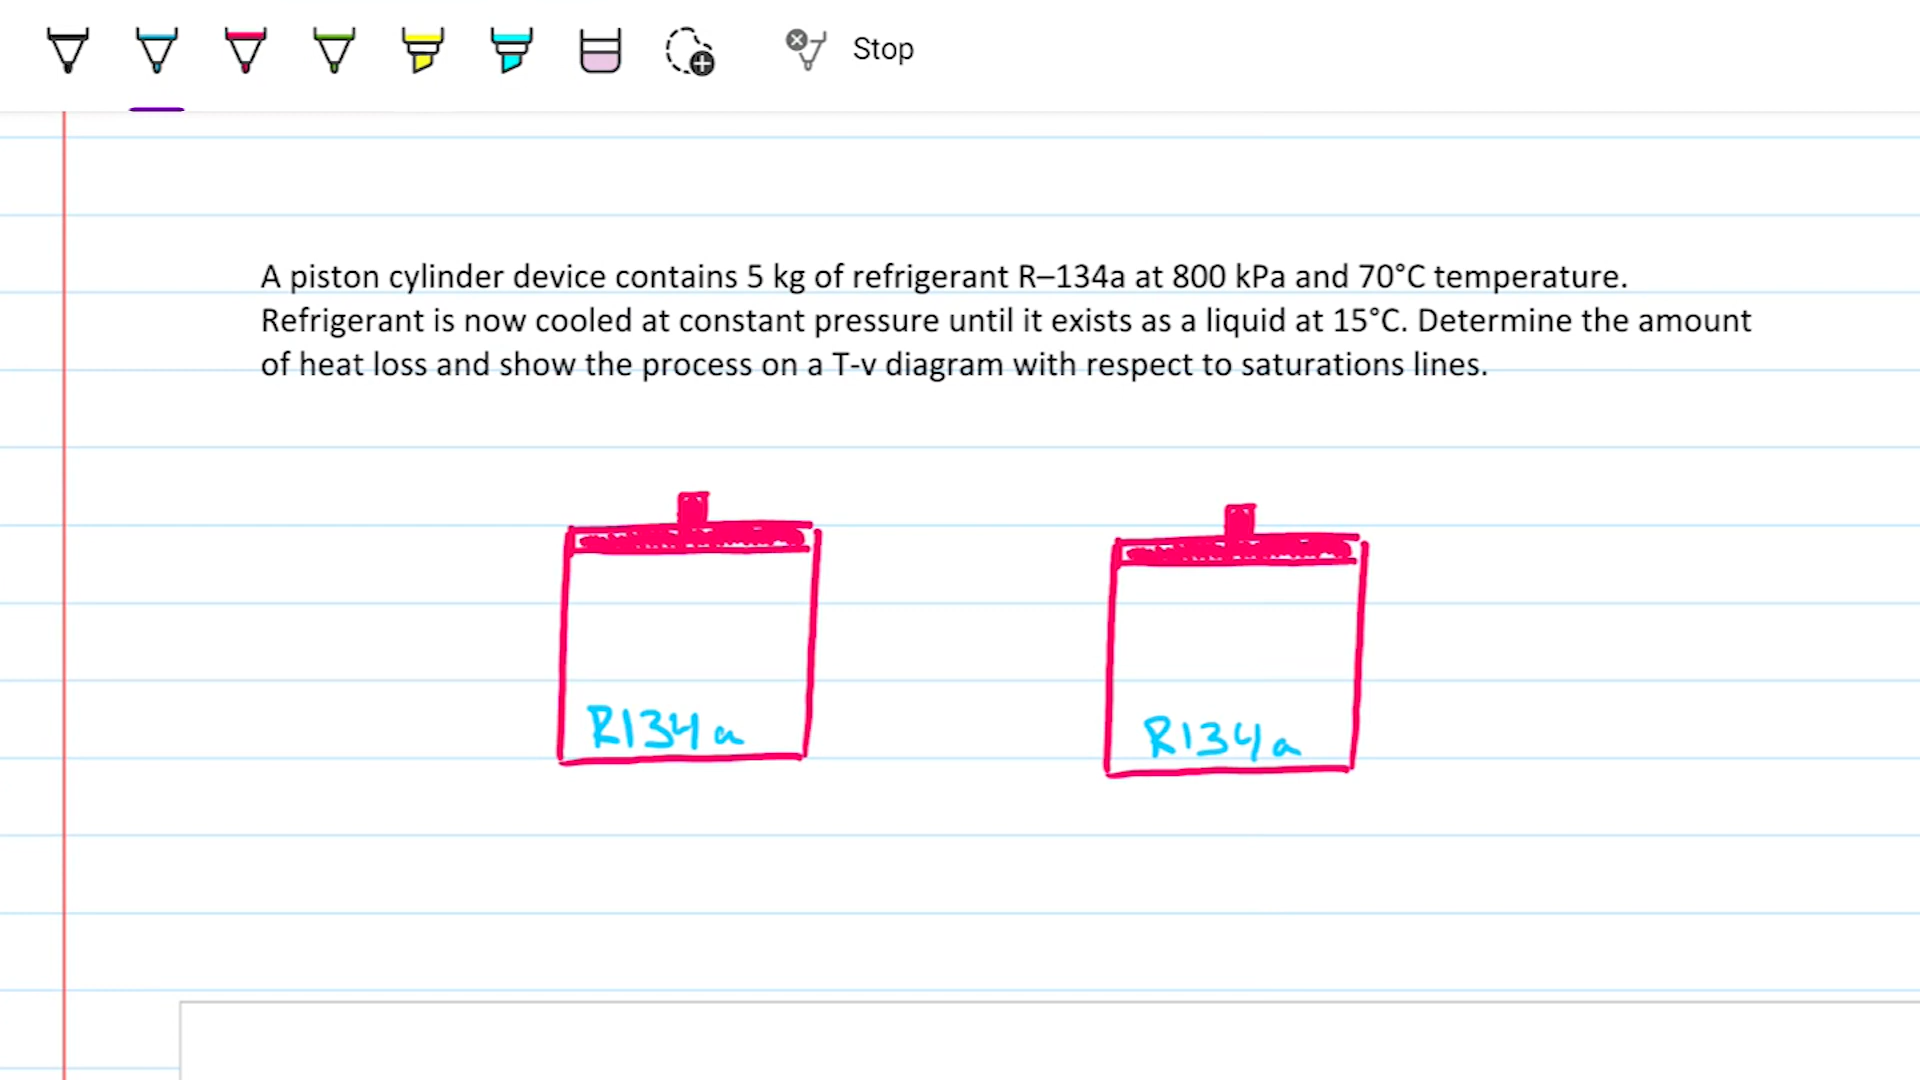 Stop
A piston cylinder device contains 5 kg of refrigerant R–134a at 800 kPa and 70°C temperature.
Refrigerant is now cooled at constant pressure until it exists as a liquid at 15°C. Determine the amount
of heat loss and show the process on a T-v diagram with respect to saturations lines.
R134a
R134a